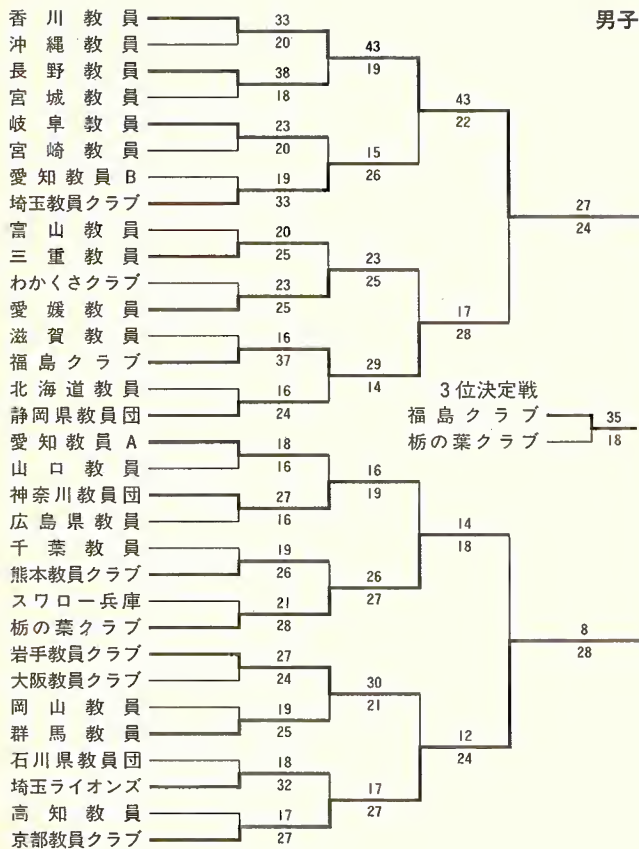 男子
香川教員
沖縄教員
長野教員
宮城教員
岐阜教員
宮崎教員
愛知教員B
埼玉教員クラブ
富山教員
三重教員
わかくさクラブ
愛媛教員
滋賀教員
福島クラブ
北海道教員
静岡県教員団
愛知教員A
山口教員
神奈川教員団
広島県教員
千葉教員
熊本教員クラブ
スワロー兵庫
栃の葉クラブ
岩手教員クラブ
大阪教員クラブ
岡山教員
群馬教員
石川県教員団
埼玉ライオンズ
高知教員
京都教員クラブ
33
20
38
18
23
20
19
33
20
25
23
25
16
37
16
24
18
16
27
16
19
26
21
28
27
24
19
25
18
32
17
27
43
19
15
26
23
25
29
14
16
19
26
27
30
21
17
27
43
22
17
28
14
18
12
24
27
24
8
28
3位決定戦
福島クラブ 35
栃の葉クラブ 18